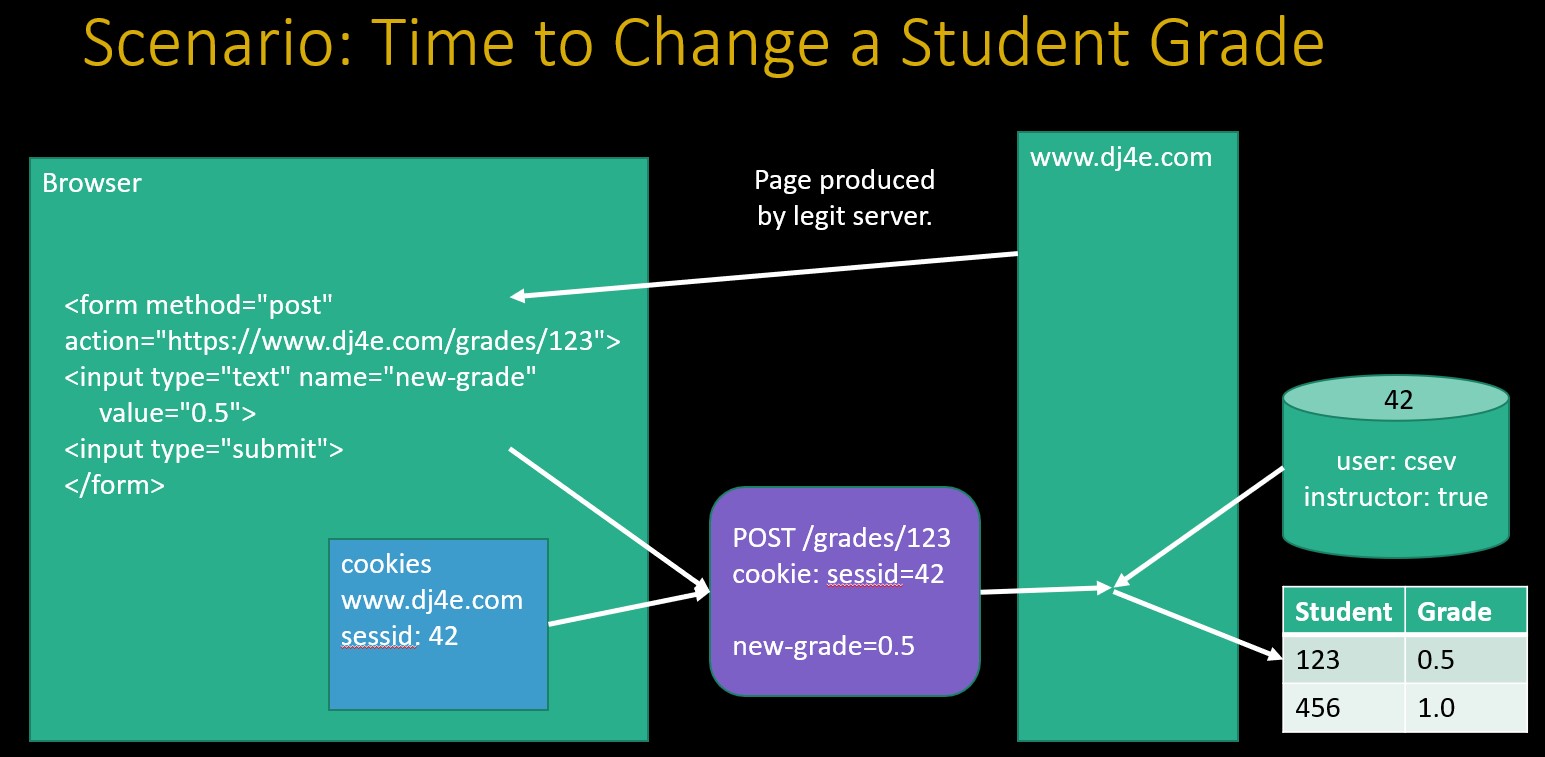 Scenario: Time to Change a Student Grade
Browser
<form method="post"
action="https://www.dj4e.com/grades/123">
<input type="text" name="new-grade"
value="0.5">
<input type="submit">
</form>
cookies
www.dj4e.com
sessid: 42
Page produced
by legit server.
POST /grades/123
cookie: sessid=42
new-grade=0.5
www.dj4e.com
42
user: csev
instructor: true
Student Grade
123 0.5
456 1.0